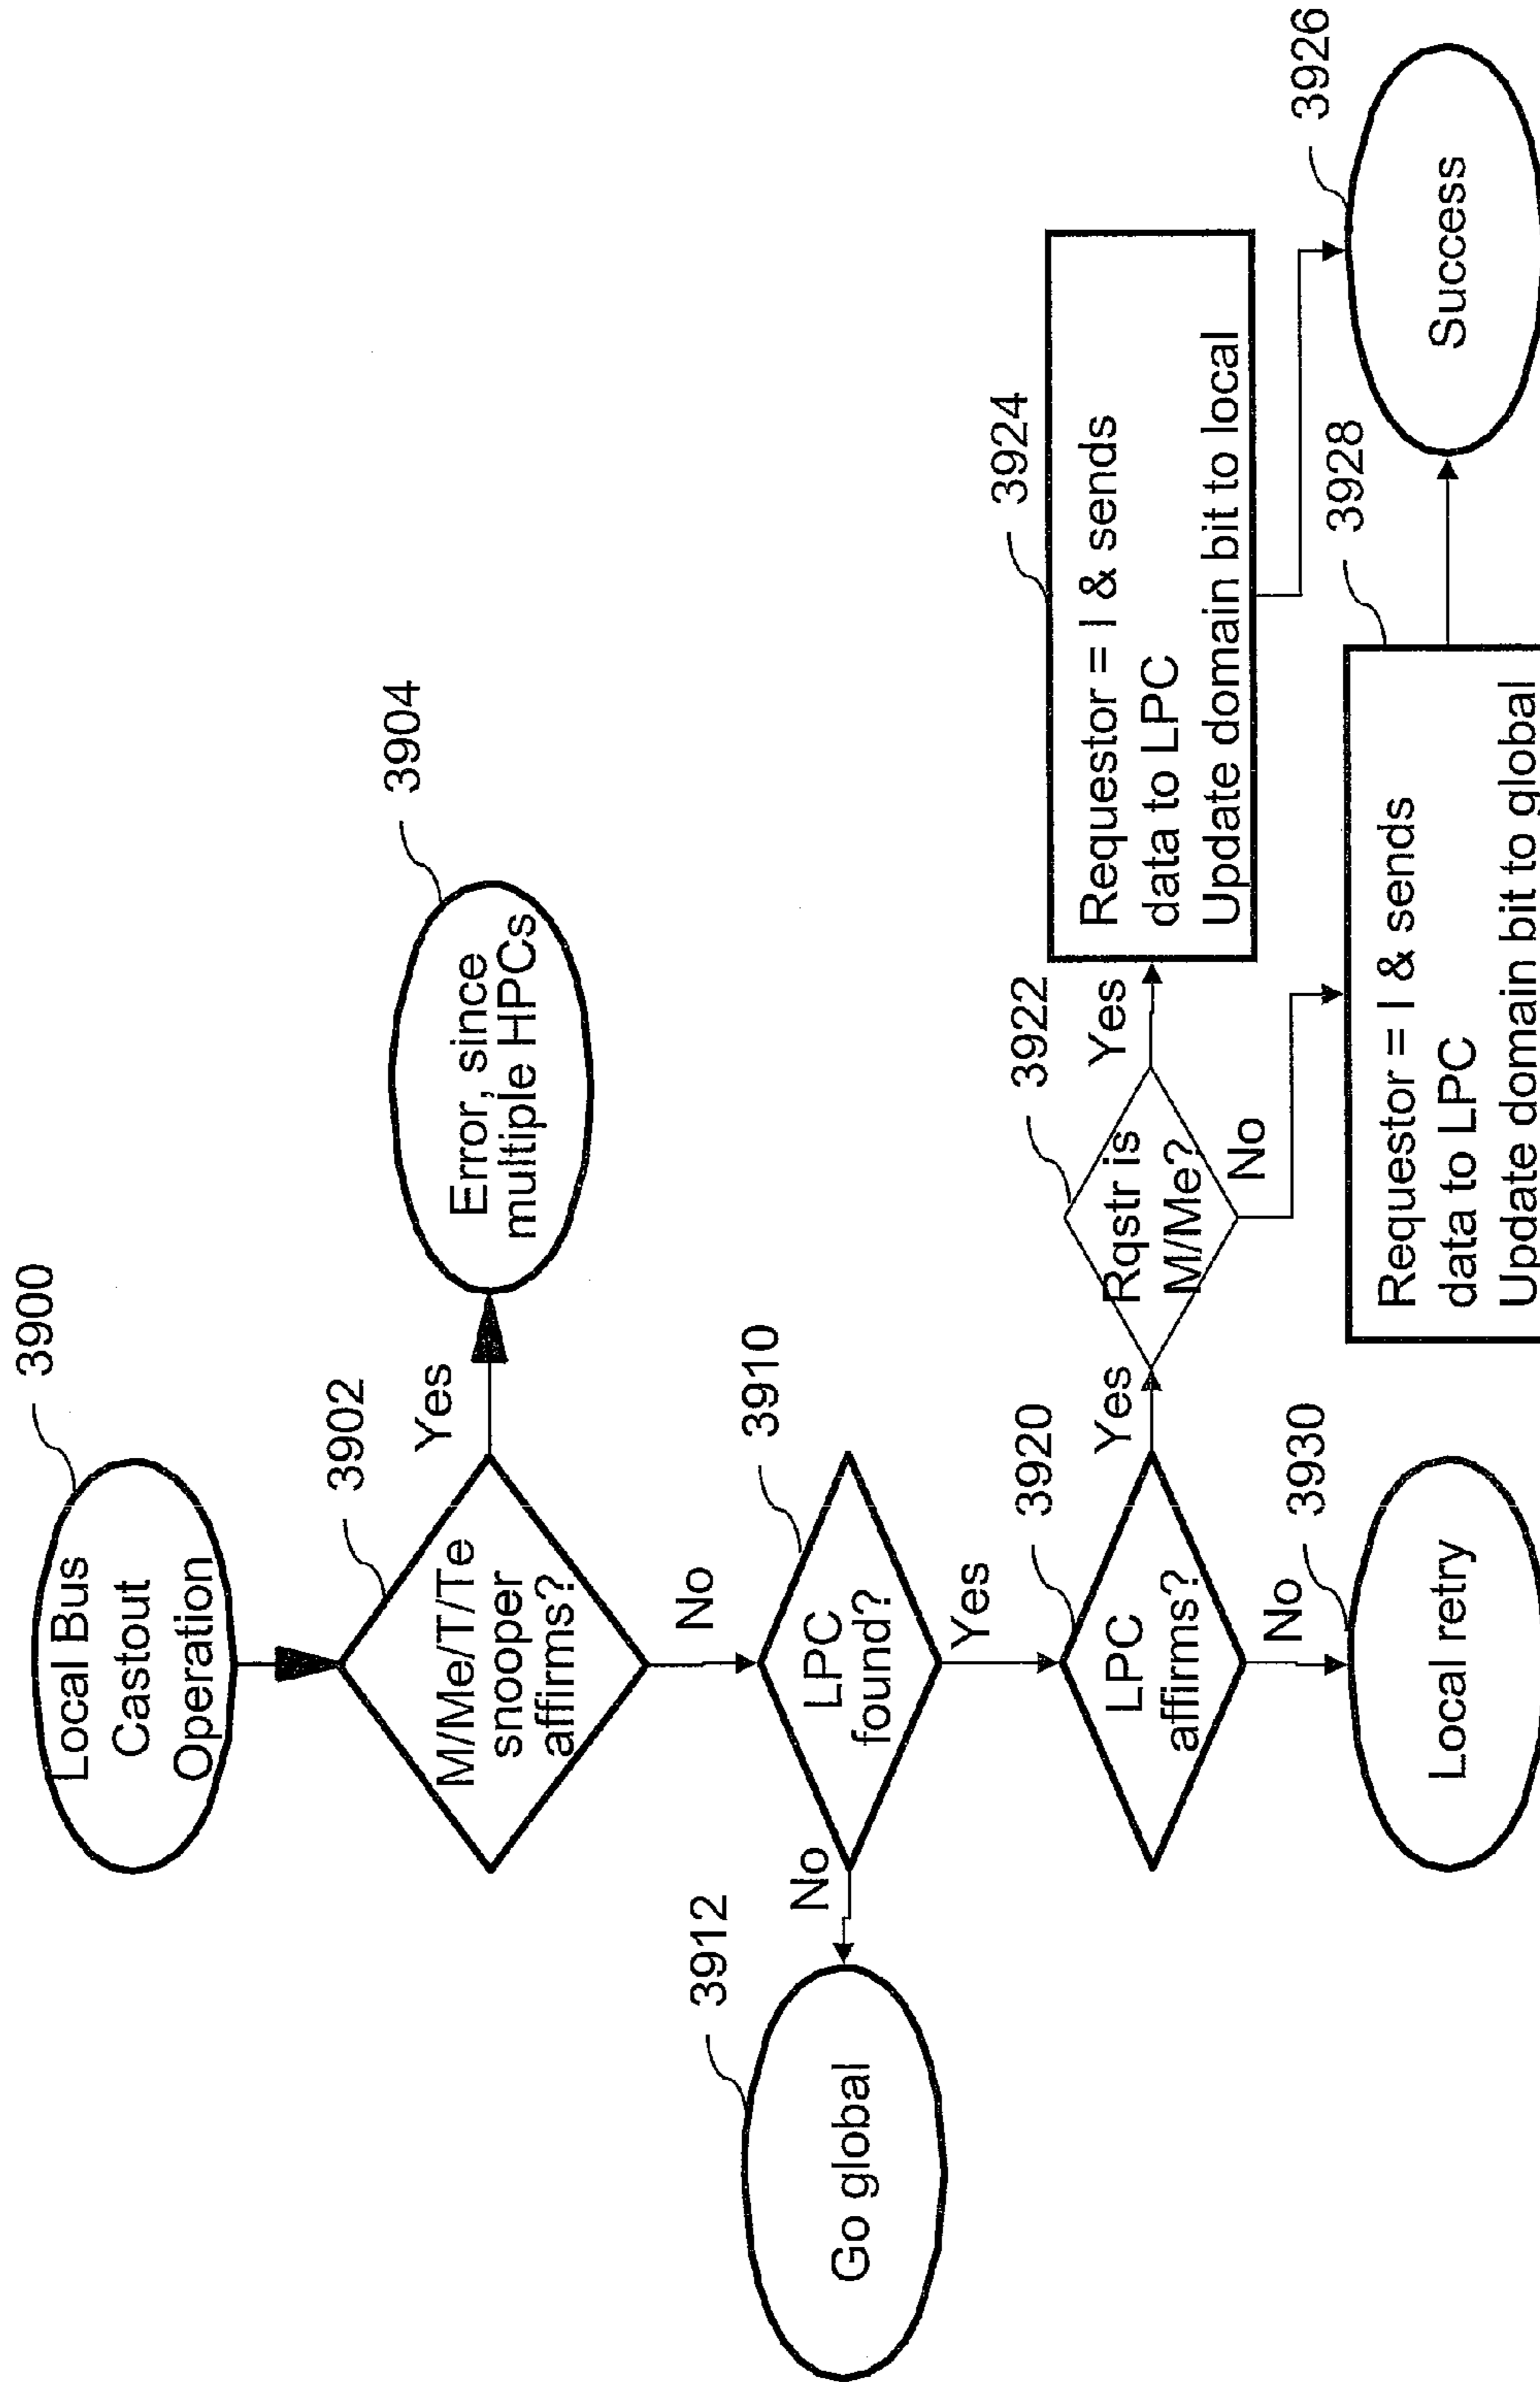 3900
Local Bus
Castout
Operation
3902
M/Me/T/Te
snooper
affirms?
Yes
3904
Error, since
multiple HPCs
No
3910
LPC
found?
No
3912
Go global
Yes
3920
LPC
affirms?
Yes
3922
Rqstr is
M/Me?
Yes
3924
Requestor = I & sends
data to LPC
Update domain bit to local
No
3928
Requestor = I & sends
data to LPC
Update domain bit to global
3926
Success
No
3930
Local retry